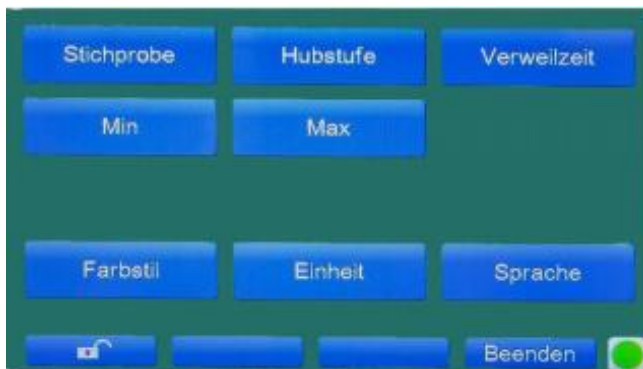 Stichprobe Hubstufe Verweilzeit
Min Max
Farbstil Einheit Sprache
Beenden